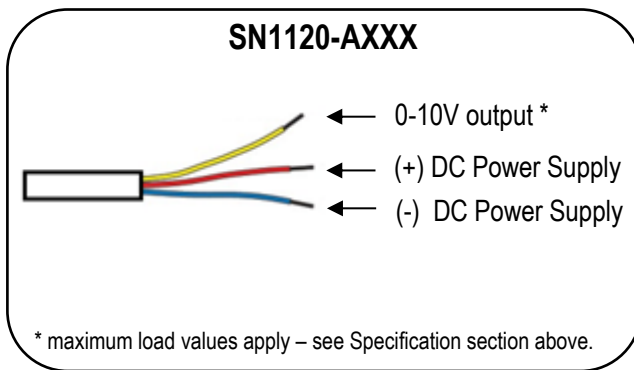 SN1120-AXXX
0-10V output *
(+) DC Power Supply
(-) DC Power Supply
* maximum load values apply – see Specification section above.